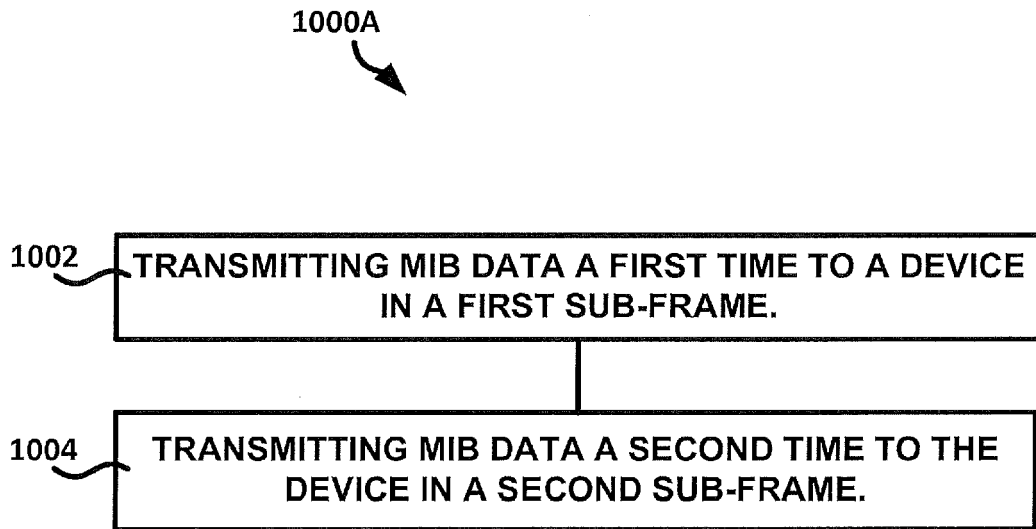 1000A
1002
TRANSMITTING MIB DATA A FIRST TIME TO A DEVICE
IN A FIRST SUB-FRAME.
1004
TRANSMITTING MIB DATA A SECOND TIME TO THE
DEVICE IN A SECOND SUB-FRAME.